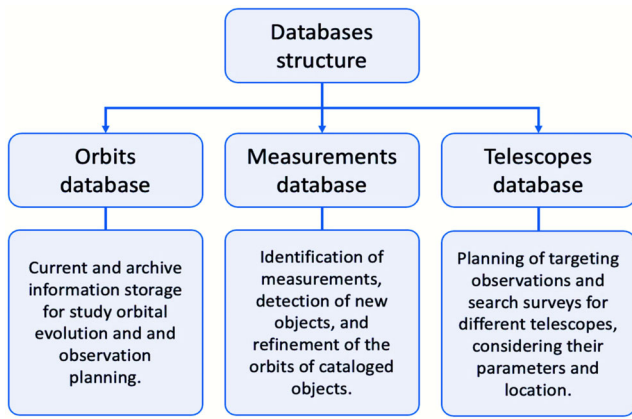 Databases
structure
Orbits
database
Measurements
database
Telescopes
database
Current and archive
information storage
for study orbital
evolution and and
observation
planning.
Identification of
measurements,
detection of new
objects, and
refinement of the
orbits of cataloged
objects.
Planning of targeting
observations and
search surveys for
different telescopes,
considering their
parameters and
location.